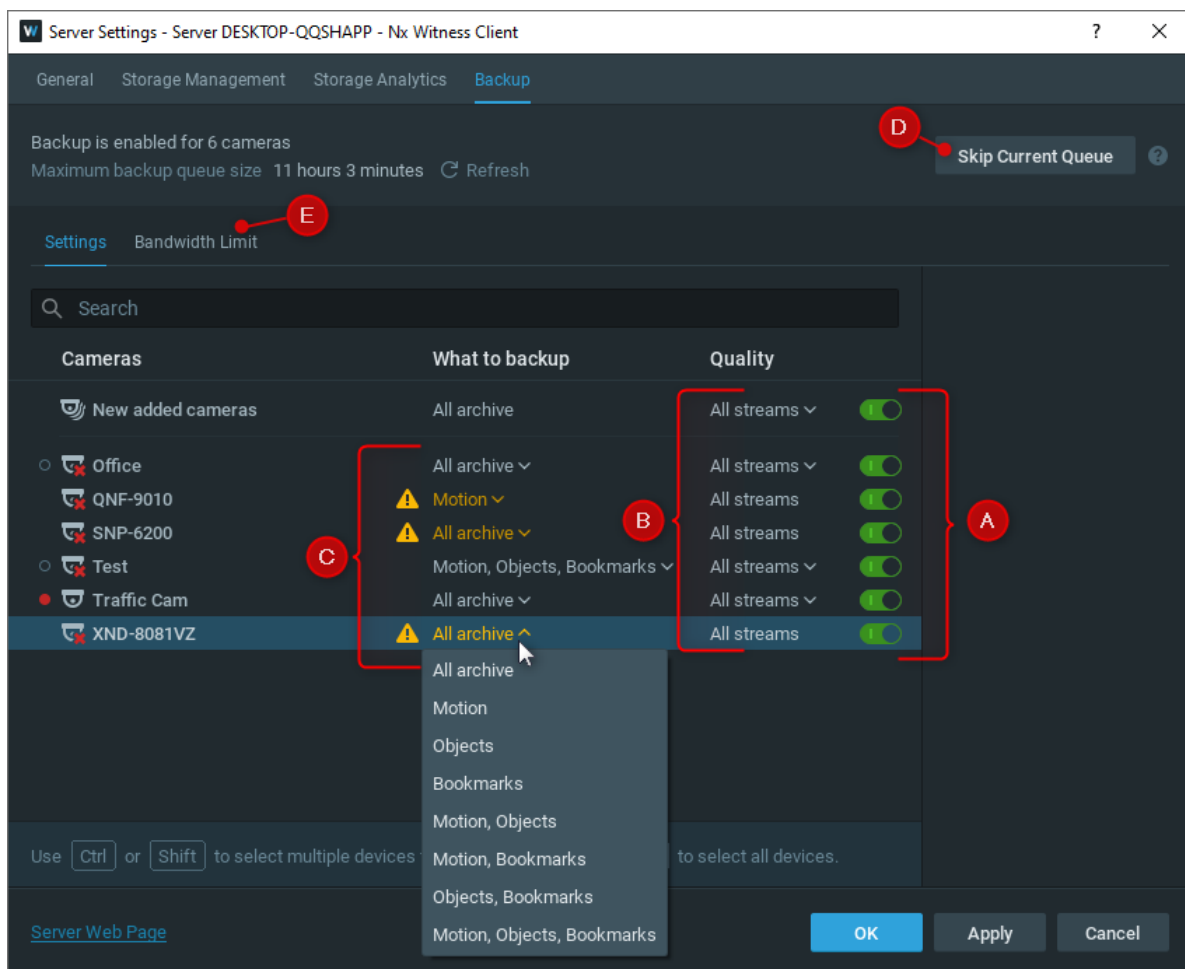 W Server Settings - Server DESKTOP-QQSHAPP - Nx Witness Client ?
General Storage Management Storage Analytics Backup
Backup is enabled for 6 cameras
D
Skip Current Queue ?
Maximum backup queue size 11 hours 3 minutes Refresh
E
Settings Bandwidth Limit
Search
Cameras What to backup Quality
New added cameras All archive All streams
Office All archive All streams
QNF-9010 Motion All streams
B
A
SNP-6200 All archive All streams
C
Test Motion, Objects, Bookmarks All streams
Traffic Cam All archive All streams
XND-8081VZ All archive All streams
All archive
Motion
Objects
Bookmarks
Motion, Objects
Use Ctrl or Shift to select multiple devices to select all devices.
Motion, Bookmarks
Objects, Bookmarks
Motion, Objects, Bookmarks
Server Web Page OK Apply Cancel